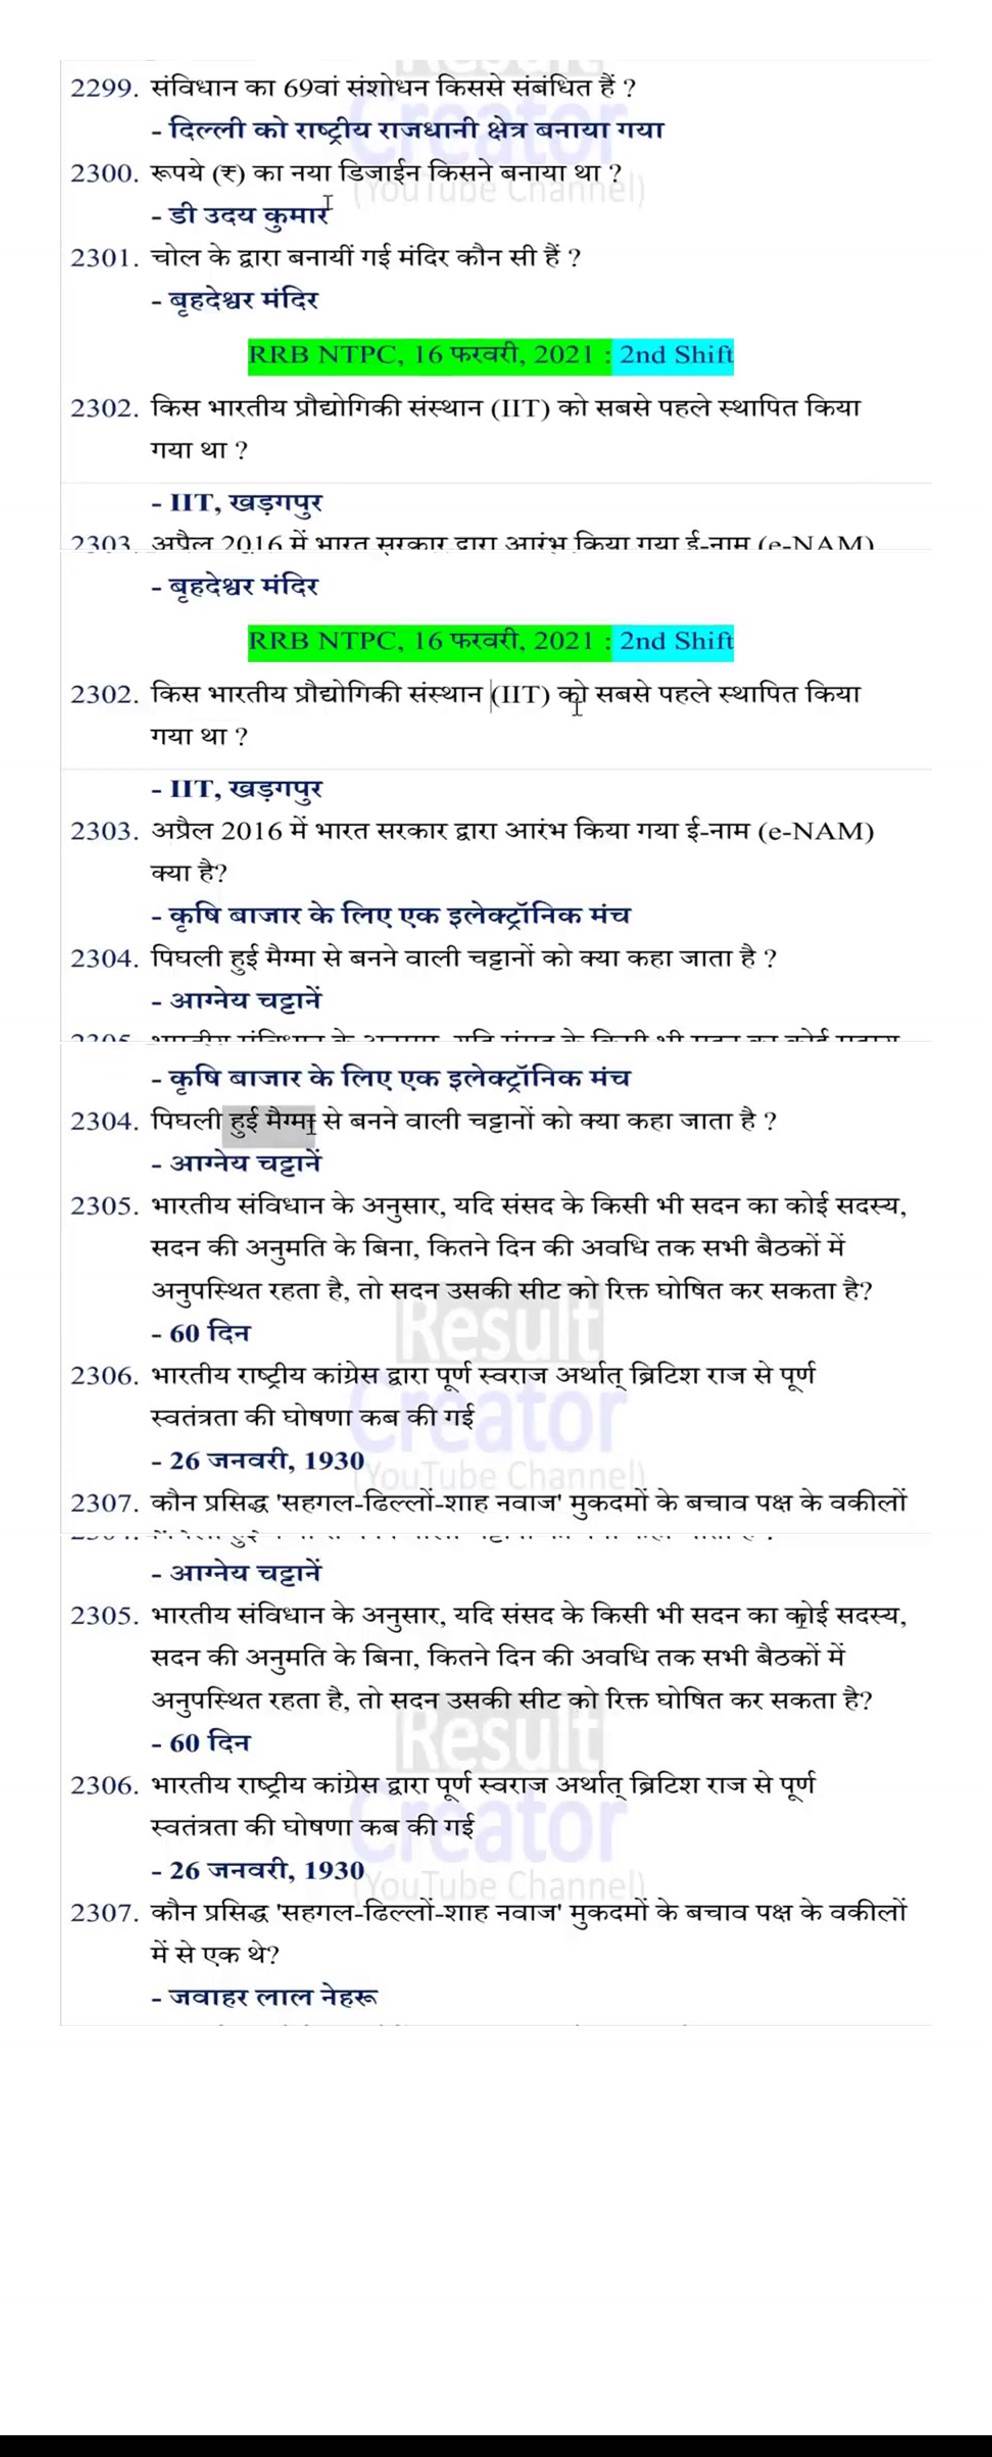 2299. संविधान का 69वां संशोधन किससे संबंधित हैं ?
- दिल्ली को राष्ट्रीय राजधानी क्षेत्र बनाया गया
2300. रूपये (₹) का नया डिजाईन किसने बनाया था ?
(YouTube Channel)
- डी उदय कुमार
2301. चोल के द्वारा बनायीं गई मंदिर कौन सी हैं ?
- बृहदेश्वर मंदिर
RRB NTPC, 16 फरवरी, 2021 : 2nd Shift
2302. किस भारतीय प्रौद्योगिकी संस्थान (IIT) को सबसे पहले स्थापित किया
गया था ?
- IIT, खड़गपुर
2303. अप्रैल 2016 में भारत सरकार द्वारा आरंभ किया गया ई-नाम (e-NAM)
- बृहदेश्वर मंदिर
RRB NTPC, 16 फरवरी, 2021 : 2nd Shift
2302. किस भारतीय प्रौद्योगिकी संस्थान (IIT) को सबसे पहले स्थापित किया
गया था ?
- IIT, खड़गपुर
2303. अप्रैल 2016 में भारत सरकार द्वारा आरंभ किया गया ई-नाम (e-NAM)
क्या है?
- कृषि बाजार के लिए एक इलेक्ट्रॉनिक मंच
2304. पिघली हुई मैग्मा से बनने वाली चट्टानों को क्या कहा जाता है ?
- आग्नेय चट्टानें
- कृषि बाजार के लिए एक इलेक्ट्रॉनिक मंच
2304. पिघली हुई मैग्मा से बनने वाली चट्टानों को क्या कहा जाता है ?
- आग्नेय चट्टानें
2305. भारतीय संविधान के अनुसार, यदि संसद के किसी भी सदन का कोई सदस्य,
सदन की अनुमति के बिना, कितने दिन की अवधि तक सभी बैठकों में
अनुपस्थित रहता है, तो सदन उसकी सीट को रिक्त घोषित कर सकता है?
Result
- 60 दिन
2306. भारतीय राष्ट्रीय कांग्रेस द्वारा पूर्ण स्वराज अर्थात् ब्रिटिश राज से पूर्ण
Creator
स्वतंत्रता की घोषणा कब की गई
- 26 जनवरी, 1930
(YouTube Channel)
2307. कौन प्रसिद्ध 'सहगल-ढिल्लों-शाह नवाज' मुकदमों के बचाव पक्ष के वकीलों
- आग्नेय चट्टानें
2305. भारतीय संविधान के अनुसार, यदि संसद के किसी भी सदन का कोई सदस्य,
सदन की अनुमति के बिना, कितने दिन की अवधि तक सभी बैठकों में
अनुपस्थित रहता है, तो सदन उसकी सीट को रिक्त घोषित कर सकता है?
Result
- 60 दिन
2306. भारतीय राष्ट्रीय कांग्रेस द्वारा पूर्ण स्वराज अर्थात् ब्रिटिश राज से पूर्ण
Creator
स्वतंत्रता की घोषणा कब की गई
- 26 जनवरी, 1930
(YouTube Channel)
2307. कौन प्रसिद्ध 'सहगल-ढिल्लों-शाह नवाज' मुकदमों के बचाव पक्ष के वकीलों
में से एक थे?
- जवाहर लाल नेहरू